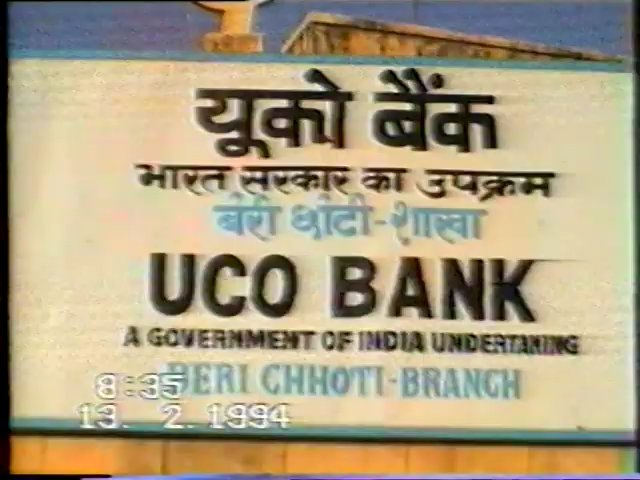 यूको बैंक
भारत सरकार का उपक्रम
बेरी छोटी-शाखा
UCO BANK
A GOVERNMENT OF INDIA UNDERTAKING
BERI CHHOTI-BRANCH
8:35
13. 2.1994